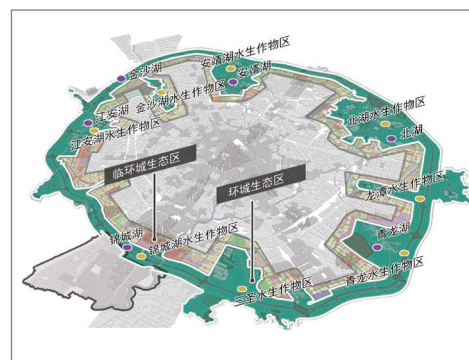 安靖湖水生作物区
金沙湖
安靖湖
金沙湖水生作物区
江安湖
北湖水生作物区
江安湖水生作物区
北湖
临环城生态区
环城生态区
龙潭水生作物区
锦城湖
锦城湖水生作物区
青龙湖
青龙水生作物区
三圣水生作物区